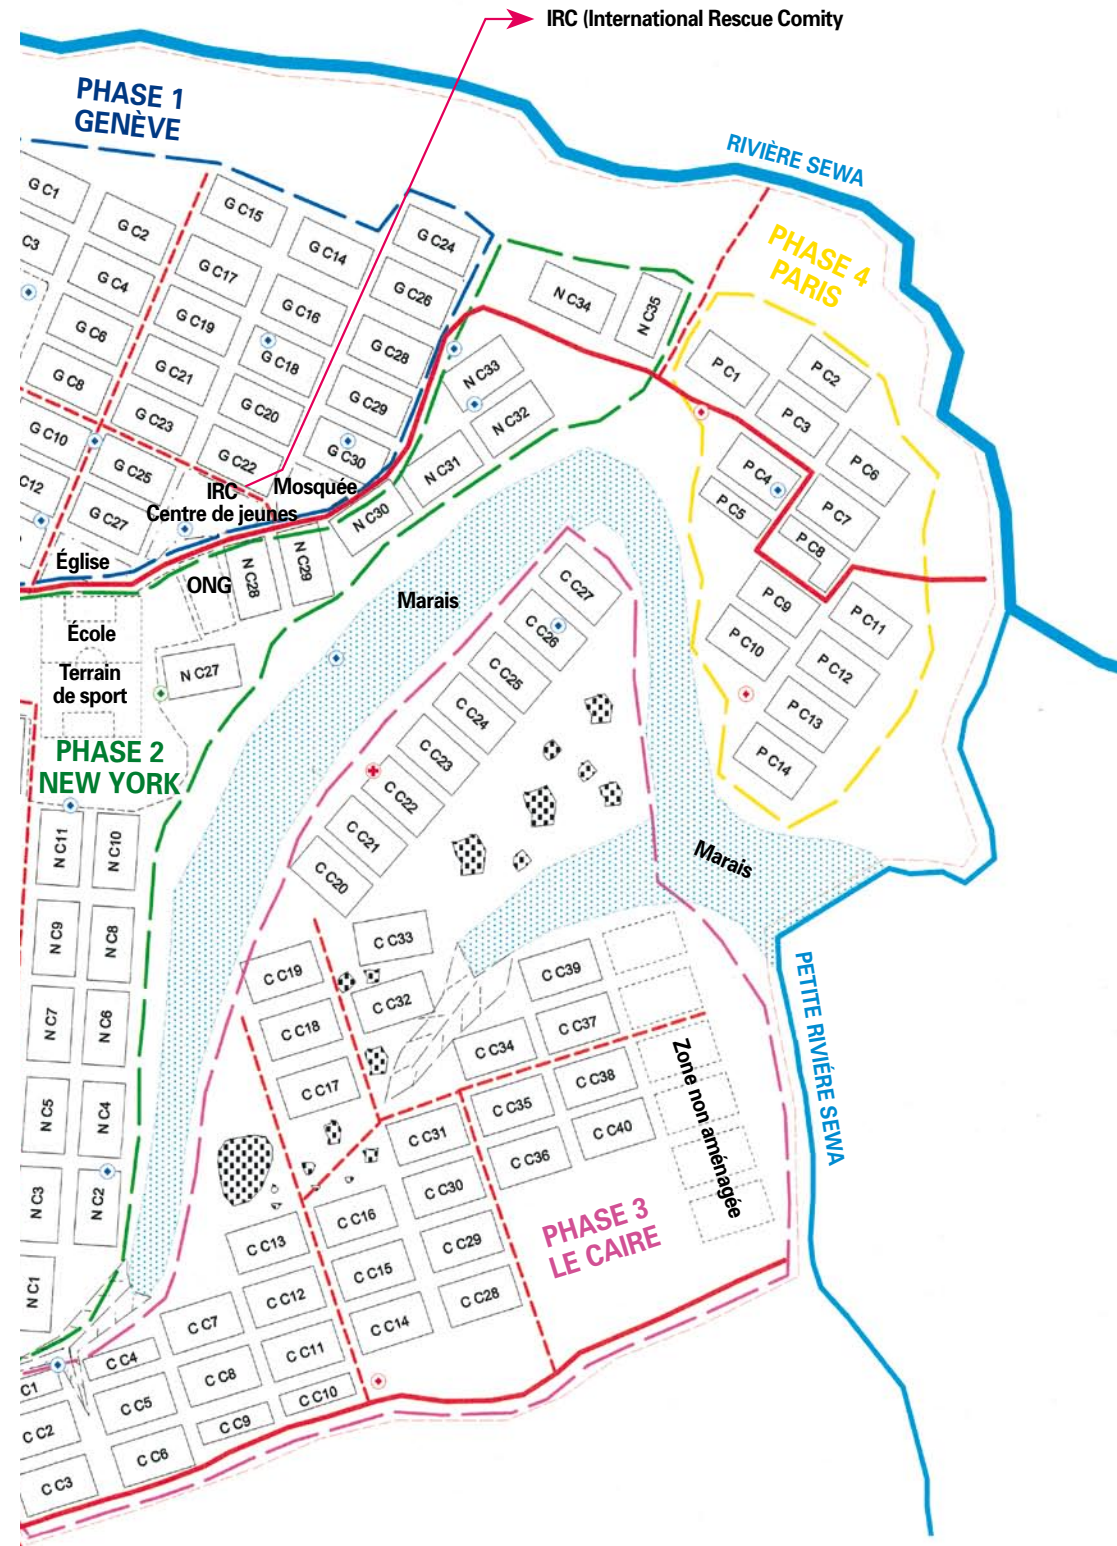 IRC (International Rescue Comity
PHASE 1
GENÈVE
RIVIÈRE SEWA
PHASE 4
PARIS
G C1
G C2
C3
G C4
G C6
G C8
G C10
C12
G C15
G C14
G C17
G C16
G C19
G C18
G C21
G C20
G C23
G C22
G C25
G C27
G C24
G C26
G C28
G C29
G C30
N C34
N C35
N C33
N C32
N C31
N C30
N C29
N C28
N C27
IRC
Centre de jeunes
Mosquée
Église
ONG
École
Terrain
de sport
Marais
PHASE 2
NEW YORK
N C11
N C10
N C9
N C8
N C7
N C6
N C5
N C4
N C3
N C2
N C1
P C1
P C2
P C3
P C4
P C5
P C6
P C7
P C8
P C9
P C10
P C11
P C12
P C13
P C14
C C27
C C26
C C25
C C24
C C23
C C22
C C21
C C20
Marais
PETITE RIVIÉRE SEWA
C C33
C C32
C C19
C C18
C C17
C C39
C C37
C C34
C C38
C C35
C C40
C C36
Zone non aménagée
C C31
C C30
C C29
C C28
C C16
C C15
C C14
C C13
C C12
C C11
C C10
PHASE 3
LE CAIRE
C C7
C C8
C C9
C C4
C C5
C C6
C1
C C2
C C3